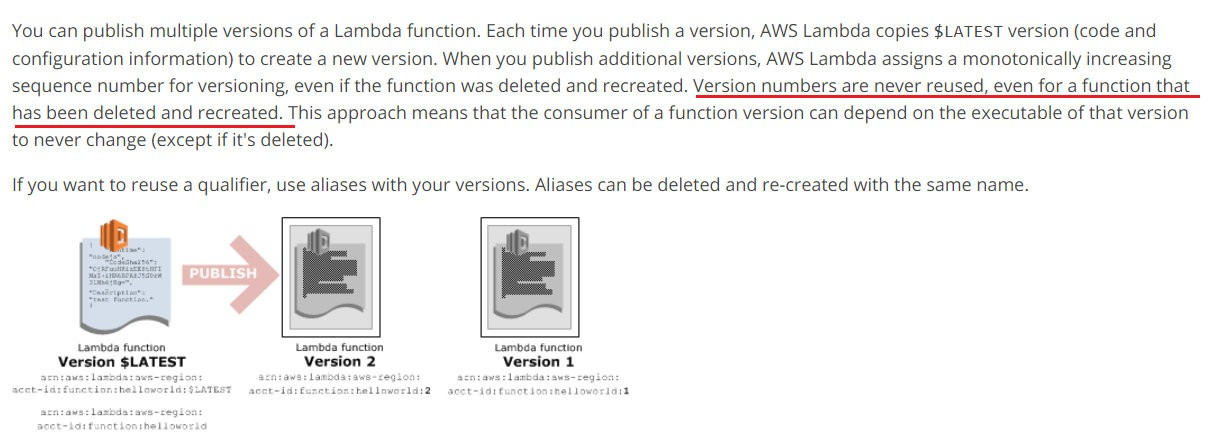 You can publish multiple versions of a Lambda function. Each time you publish a version, AWS Lambda copies $LATEST version (code and
configuration information) to create a new version. When you publish additional versions, AWS Lambda assigns a monotonically increasing
sequence number for versioning, even if the function was deleted and recreated. Version numbers are never reused, even for a function that
has been deleted and recreated. This approach means that the consumer of a function version can depend on the executable of that version
to never change (except if it's deleted).
If you want to reuse a qualifier, use aliases with your versions. Aliases can be deleted and re-created with the same name.
"CodeSha256":
"Description":
"test function."
PUBLISH
Lambda function
Version $LATEST
arn:aws:lambda:aws-region:
acct-id:function:helloworld:$LATEST
arn:aws:lambda:aws-region:
acct-id:function:helloworld
Lambda function
Version 2
arn:aws:lambda:aws-region:
acct-id:function:helloworld:2
Lambda function
Version 1
arn:aws:lambda:aws-region:
acct-id:function:helloworld:1